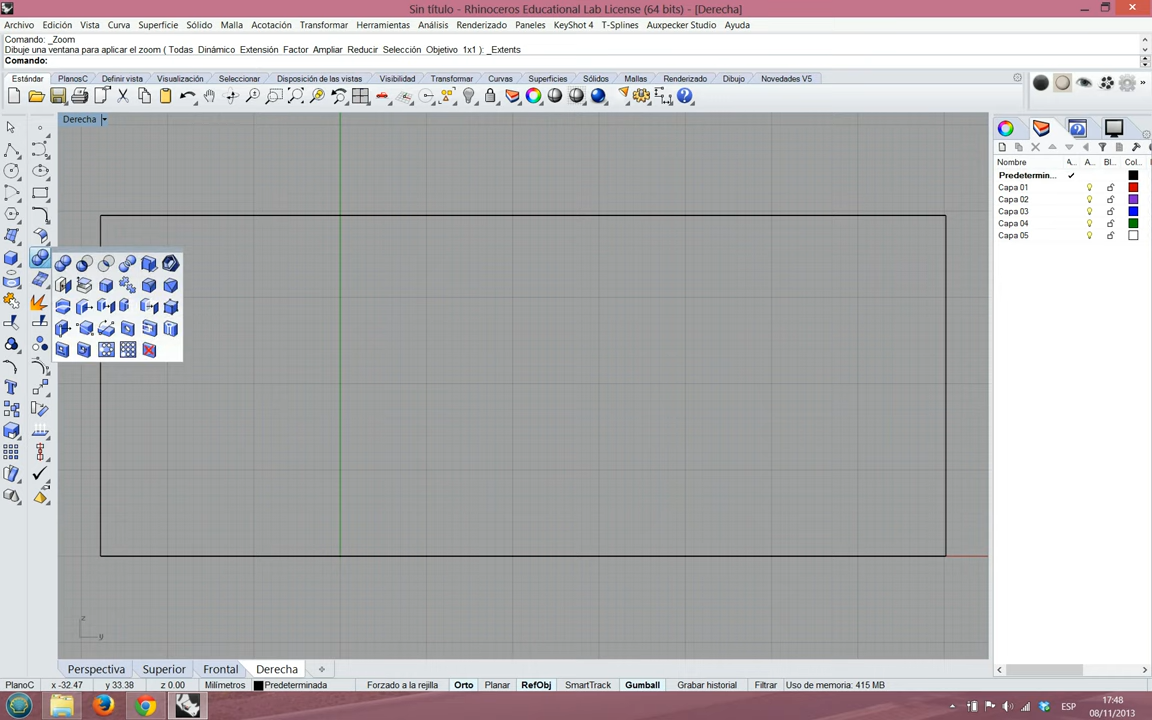 Sin título - Rhinoceros Educational Lab License (64 bits) - [Derecha]
Archivo Edición Vista Curva Superficie Sólido Malla Acotación Transformar Herramientas Análisis Renderizado Paneles KeyShot 4 T-Splines Auxpecker Studio Ayuda
Comando: _Zoom
Dibuje una ventana para aplicar el zoom ( Todas Dinámico Extensión Factor Ampliar Reducir Selección Objetivo 1x1 ): _Extents
Comando:
Estándar PlanosC Definir vista Visualización Seleccionar Disposición de las vistas Visibilidad Transformar Curvas Superficies Sólidos Mallas Renderizado Dibujo Novedades V5
Derecha
Nombre A... A... Bl... Col...
Predetermin...
Capa 01
Capa 02
Capa 03
Capa 04
Capa 05
z
y
Perspectiva Superior Frontal Derecha
PlanoC x -32.47 y 33.38 z 0.00 Milímetros Predeterminada Forzado a la rejilla Orto Planar RefObj SmartTrack Gumball Grabar historial Filtrar Uso de memoria: 415 MB
ESP
17:48
08/11/2013